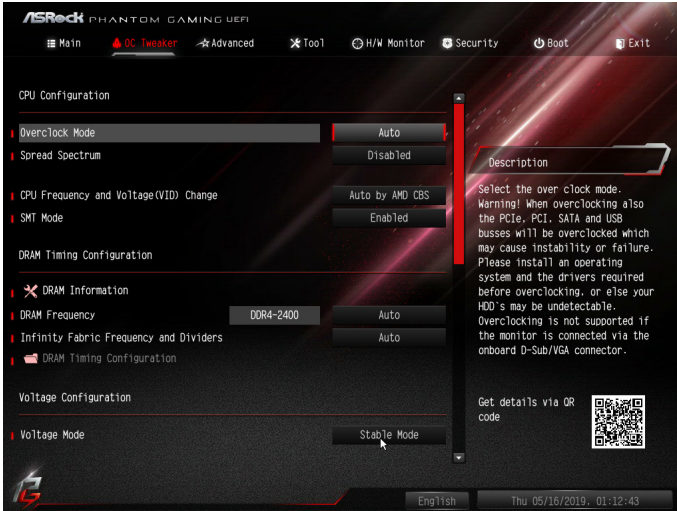 ASRock PHANTOM GAMING UEFI
Main OC Tweaker Advanced Tool H/W Monitor Security Boot Exit
CPU Configuration
Overclock Mode Auto
Spread Spectrum Disabled
CPU Frequency and Voltage(VID) Change Auto by AMD CBS
SMT Mode Enabled
DRAM Timing Configuration
DRAM Information
DRAM Frequency DDR4-2400 Auto
Infinity Fabric Frequency and Dividers Auto
DRAM Timing Configuration
Voltage Configuration
Voltage Mode Stable Mode
Description
Select the over clock mode.
Warning! When overclocking also
the PCIe, PCI, SATA and USB
busses will be overclocked which
may cause instability or failure.
Please install an operating
system and the drivers required
before overclocking, or else your
HDD`s may be undetectable.
Overclocking is not supported if
the monitor is connected via the
onboard D-Sub/VGA connector.
Get details via QR
code
English Thu 05/16/2019. 01:12:43